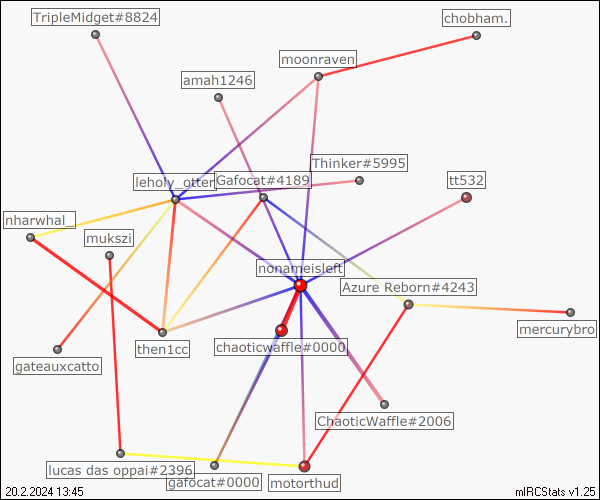 TripleMidget#8824
chobham.
moonraven
amah1246
Thinker#5995
leholy_otter
Gafocat#4189
tt532
nharwhal_
mukszi
nonameisleft
Azure Reborn#4243
mercurybro
then1cc
chaoticwaffle#0000
gateauxcatto
ChaoticWaffle#2006
lucas das oppai#2396
gafocat#0000
motorthud
20.2.2024 13:45
mIRCStats v1.25